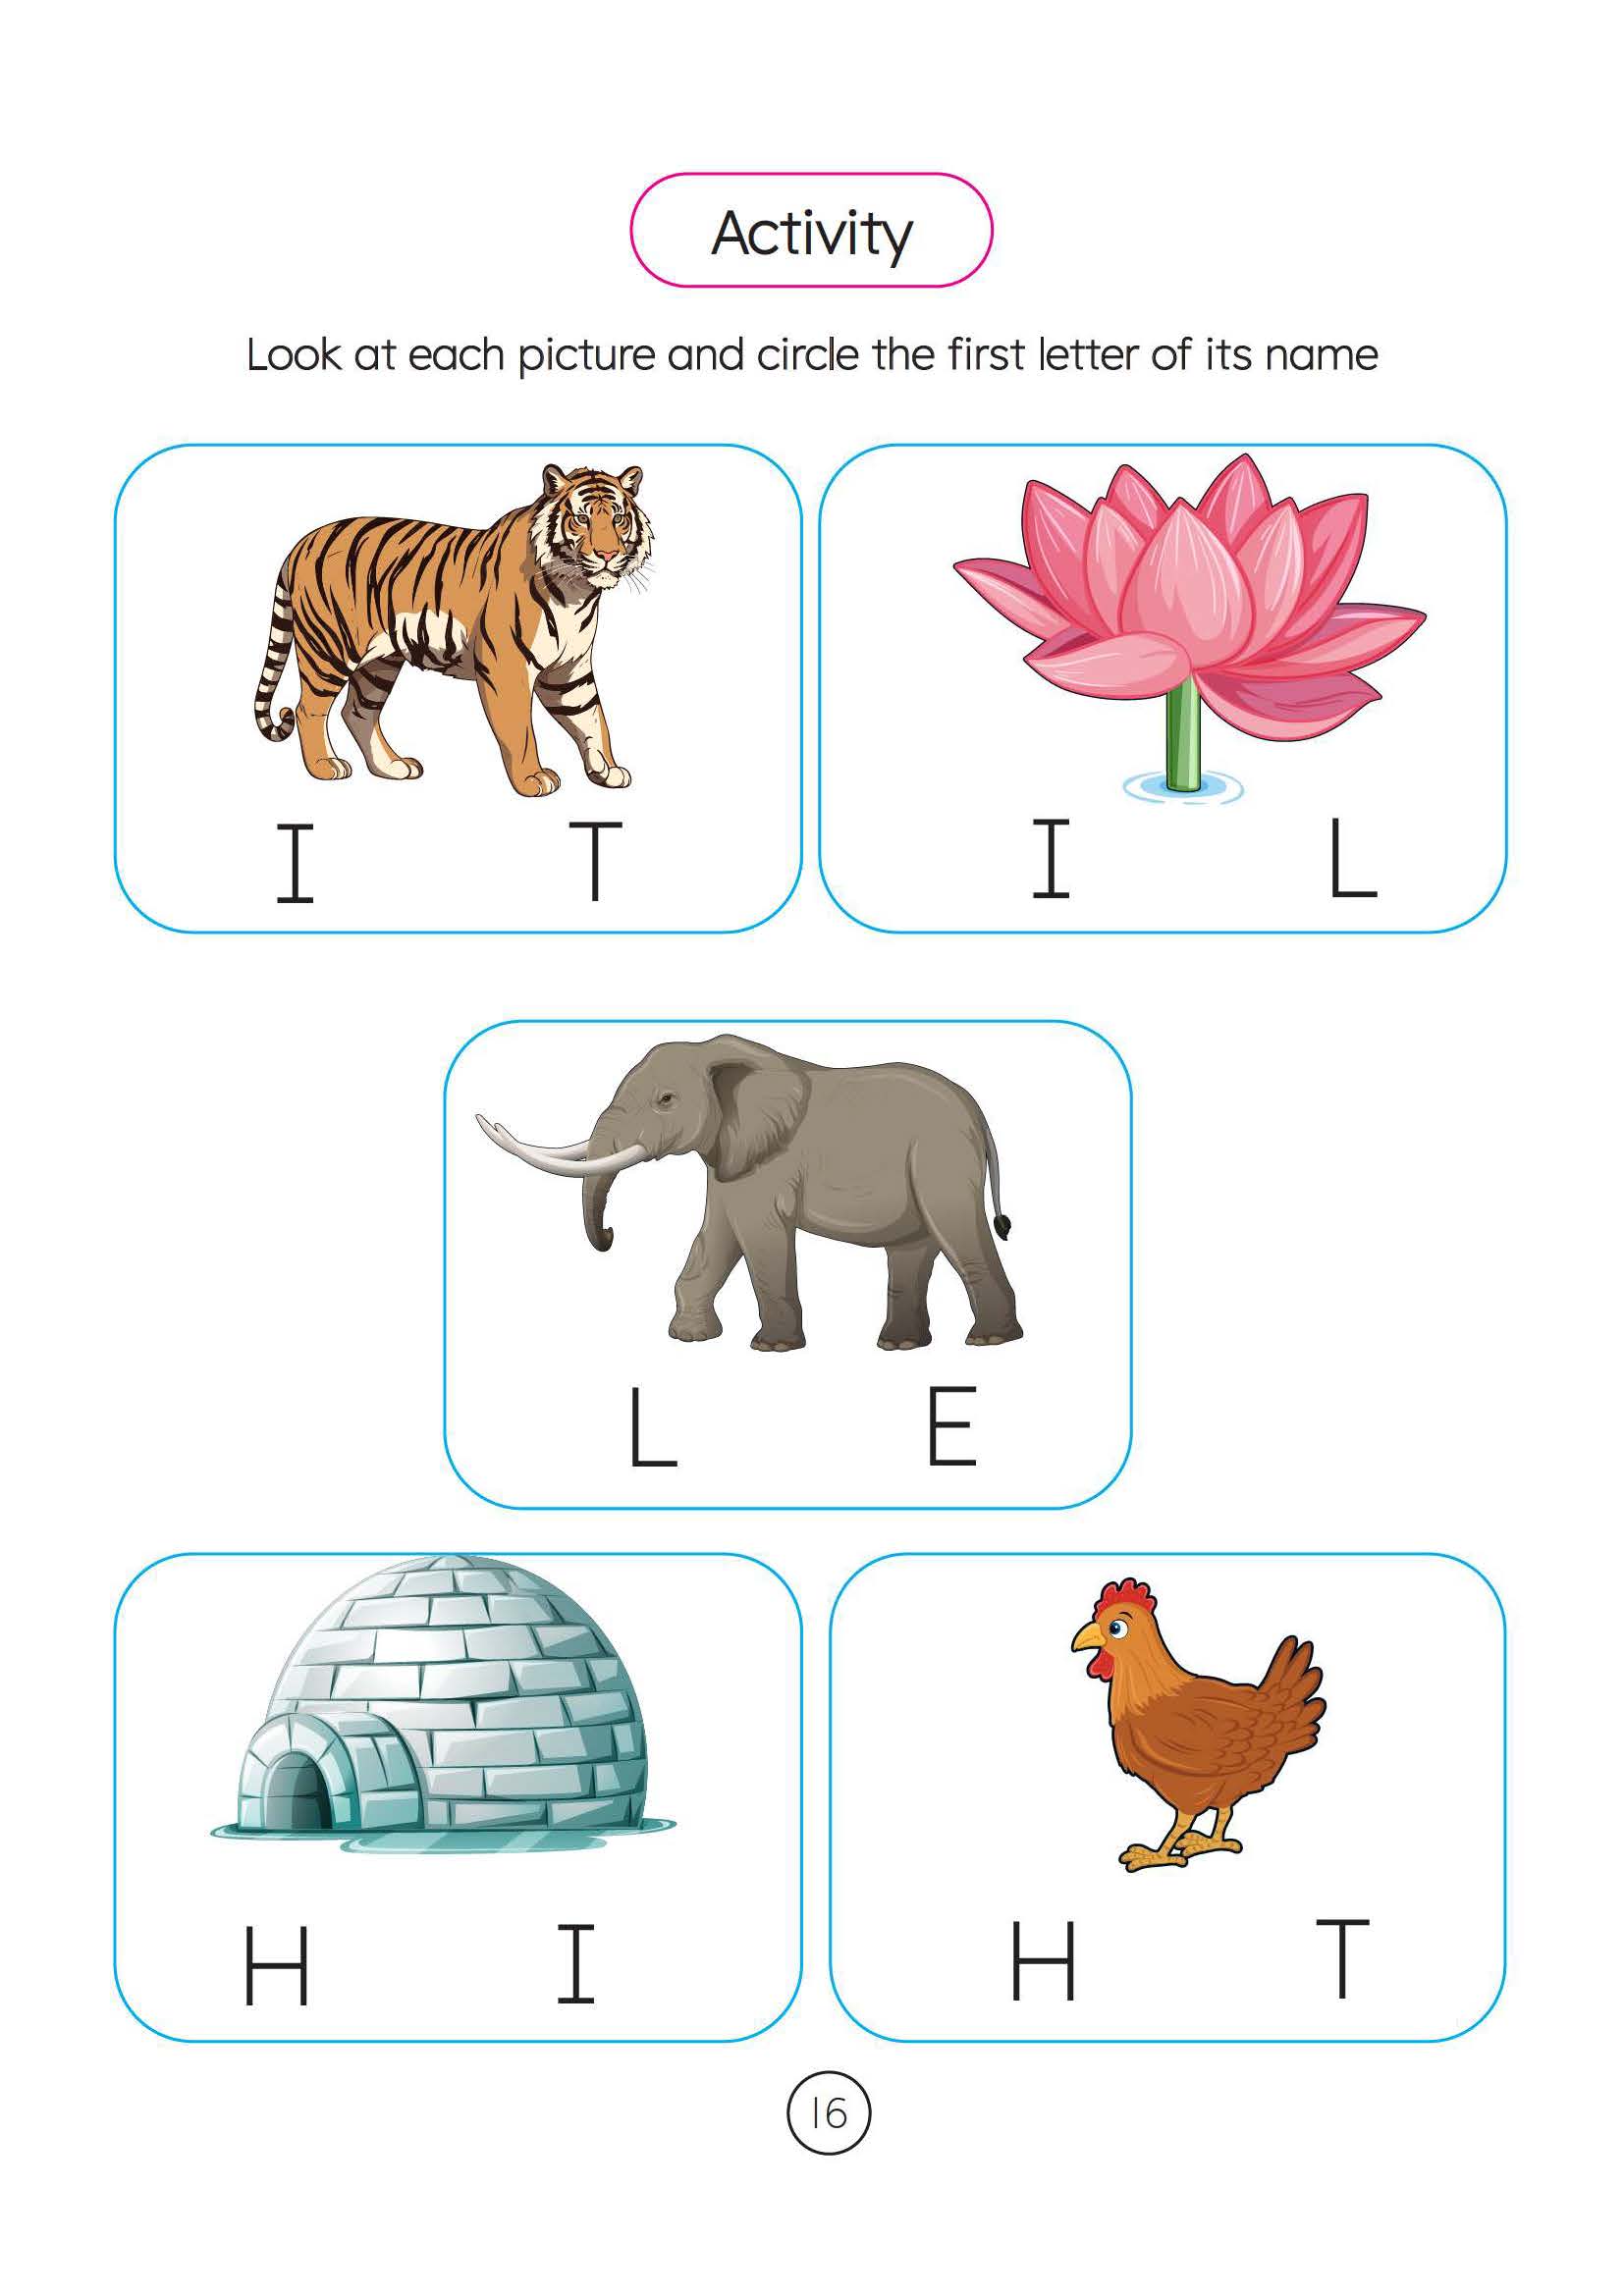 Activity
Look at each picture and circle the first letter of its name
I T
I L
L E
H I
H T
16